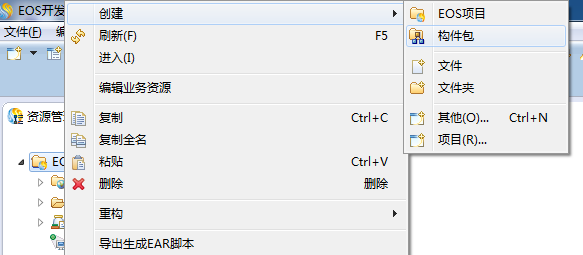 EOS开发
文件(F)
资源管
EO
创建
刷新(F) F5
进入(I)
编辑业务资源
复制 Ctrl+C
复制全名
粘贴 Ctrl+V
删除 删除
重构
导出生成EAR脚本
EOS项目
构件包
文件
文件夹
其他(O)... Ctrl+N
项目(R)...